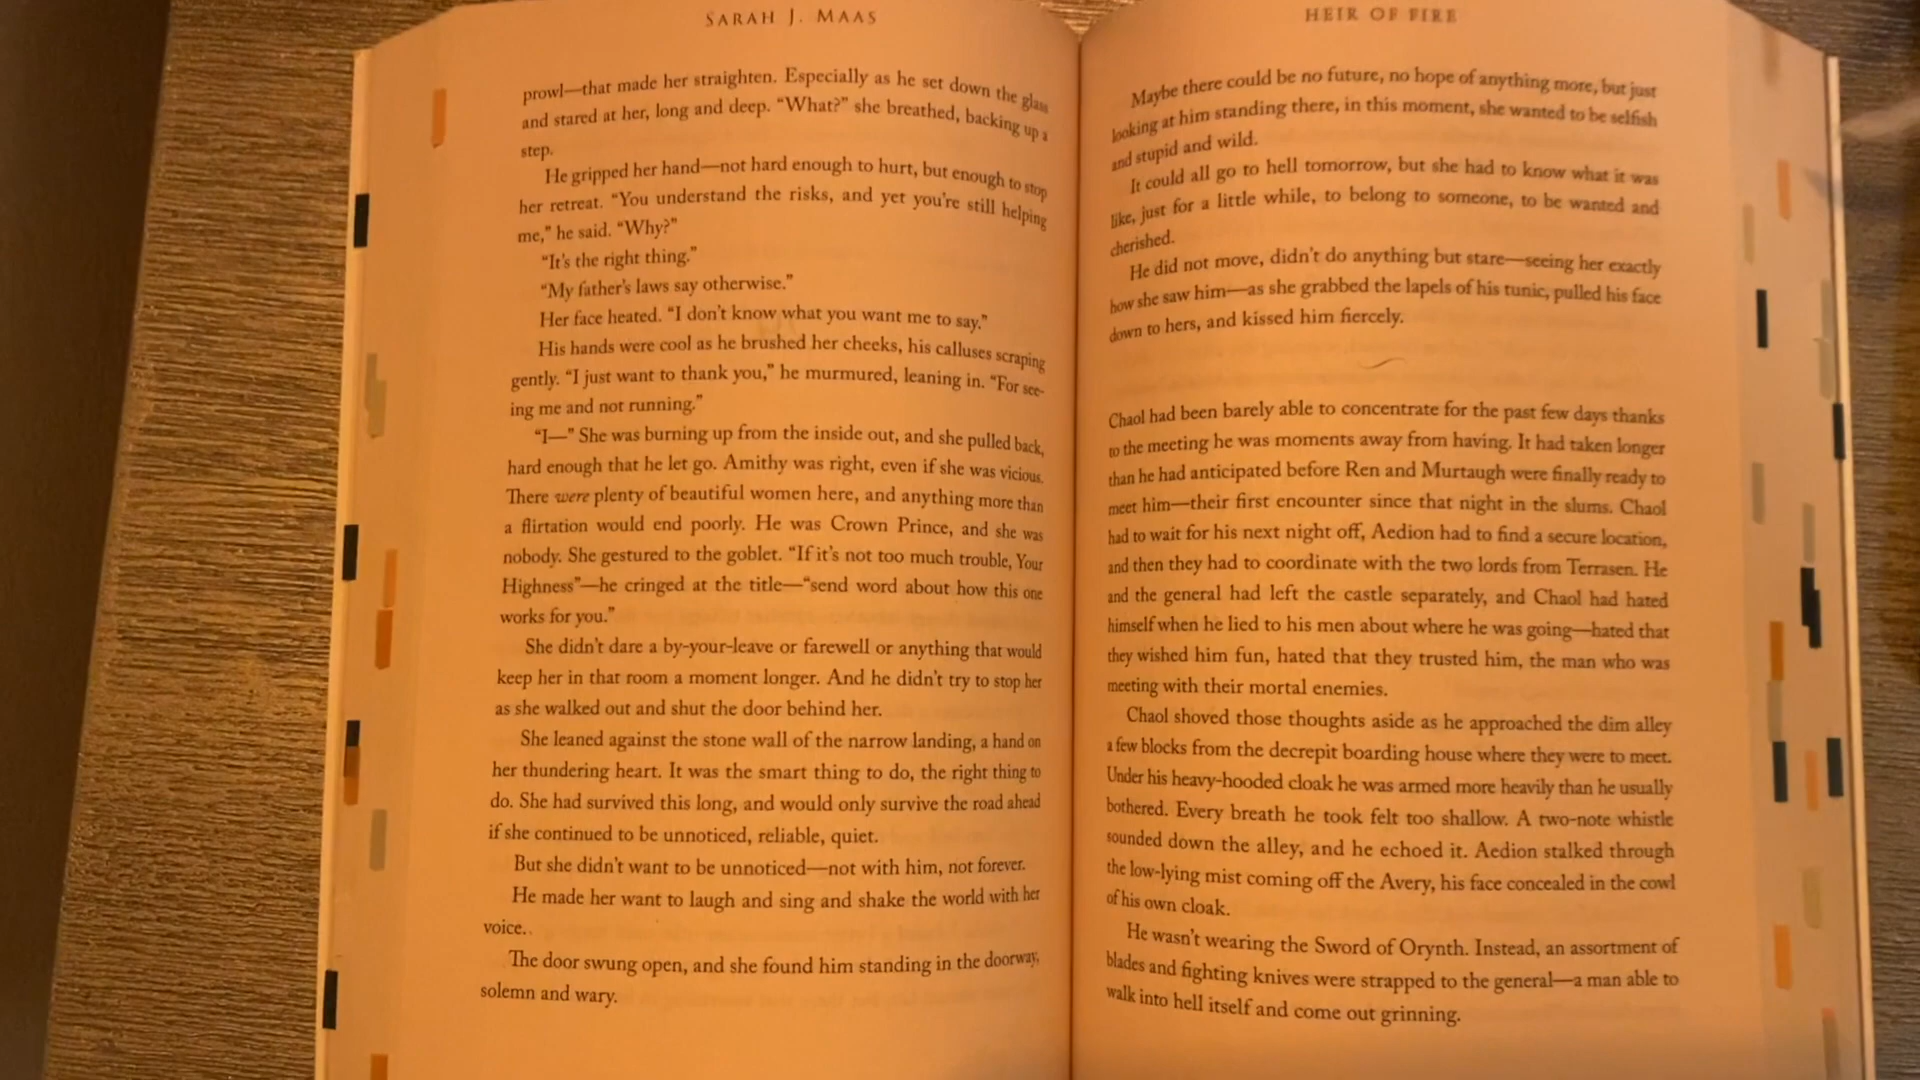 SARAH J. MAAS
prowl—that made her straighten. Especially as he set down the glass
and stared at her, long and deep. “What?” she breathed, backing up a
step.
He gripped her hand—not hard enough to hurt, but enough to stop
her retreat. “You understand the risks, and yet you’re still helping
me,” he said. “Why?”
“It’s the right thing.”
“My father’s laws say otherwise.”
Her face heated. “I don’t know what you want me to say.”
His hands were cool as he brushed her cheeks, his calluses scraping
gently. “I just want to thank you,” he murmured, leaning in. “For see-
ing me and not running.”
“I—” She was burning up from the inside out, and she pulled back,
hard enough that he let go. Amithy was right, even if she was vicious.
There were plenty of beautiful women here, and anything more than
a flirtation would end poorly. He was Crown Prince, and she was
nobody. She gestured to the goblet. “If it’s not too much trouble, Your
Highness”—he cringed at the title—“send word about how this one
works for you.”
She didn’t dare a by-your-leave or farewell or anything that would
keep her in that room a moment longer. And he didn’t try to stop her
as she walked out and shut the door behind her.
She leaned against the stone wall of the narrow landing, a hand on
her thundering heart. It was the smart thing to do, the right thing to
do. She had survived this long, and would only survive the road ahead
if she continued to be unnoticed, reliable, quiet.
But she didn’t want to be unnoticed—not with him, not forever.
He made her want to laugh and sing and shake the world with her
voice.
The door swung open, and she found him standing in the doorway,
solemn and wary.
HEIR OF FIRE
Maybe there could be no future, no hope of anything more, but just
looking at him standing there, in this moment, she wanted to be selfish
and stupid and wild.
It could all go to hell tomorrow, but she had to know what it was
like, just for a little while, to belong to someone, to be wanted and
cherished.
He did not move, didn’t do anything but stare—seeing her exactly
how she saw him—as she grabbed the lapels of his tunic, pulled his face
down to hers, and kissed him fiercely.
Chaol had been barely able to concentrate for the past few days thanks
to the meeting he was moments away from having. It had taken longer
than he had anticipated before Ren and Murtaugh were finally ready to
meet him—their first encounter since that night in the slums. Chaol
had to wait for his next night off, Aedion had to find a secure location,
and then they had to coordinate with the two lords from Terrasen. He
and the general had left the castle separately, and Chaol had hated
himself when he lied to his men about where he was going—hated that
they wished him fun, hated that they trusted him, the man who was
meeting with their mortal enemies.
Chaol shoved those thoughts aside as he approached the dim alley
a few blocks from the decrepit boarding house where they were to meet.
Under his heavy-hooded cloak he was armed more heavily than he usually
bothered. Every breath he took felt too shallow. A two-note whistle
sounded down the alley, and he echoed it. Aedion stalked through
the low-lying mist coming off the Avery, his face concealed in the cowl
of his own cloak.
He wasn’t wearing the Sword of Orynth. Instead, an assortment of
blades and fighting knives were strapped to the general—a man able to
walk into hell itself and come out grinning.